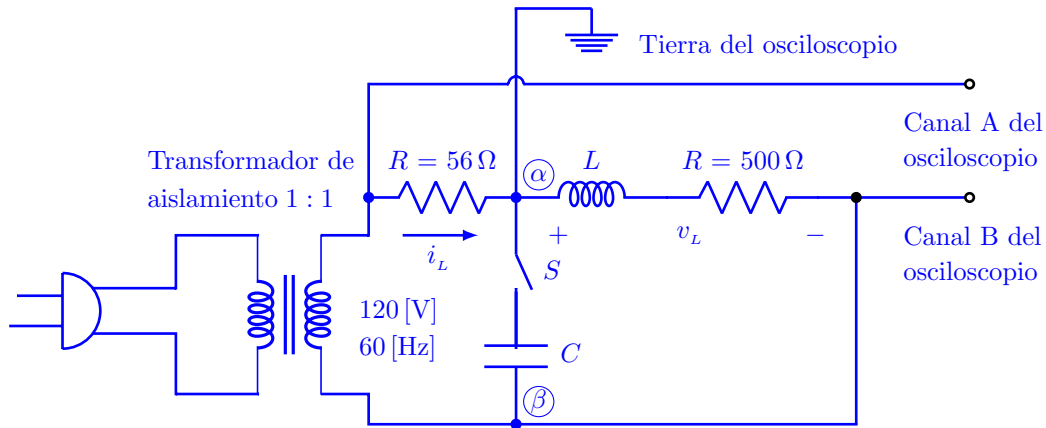 Tierra del osciloscopio
Canal A del
osciloscopio
Transformador de
aislamiento 1 : 1
R = 56 Ω
α
L
R = 500 Ω
i_L
+
v_L
−
Canal B del
osciloscopio
S
120 [V]
60 [Hz]
C
β